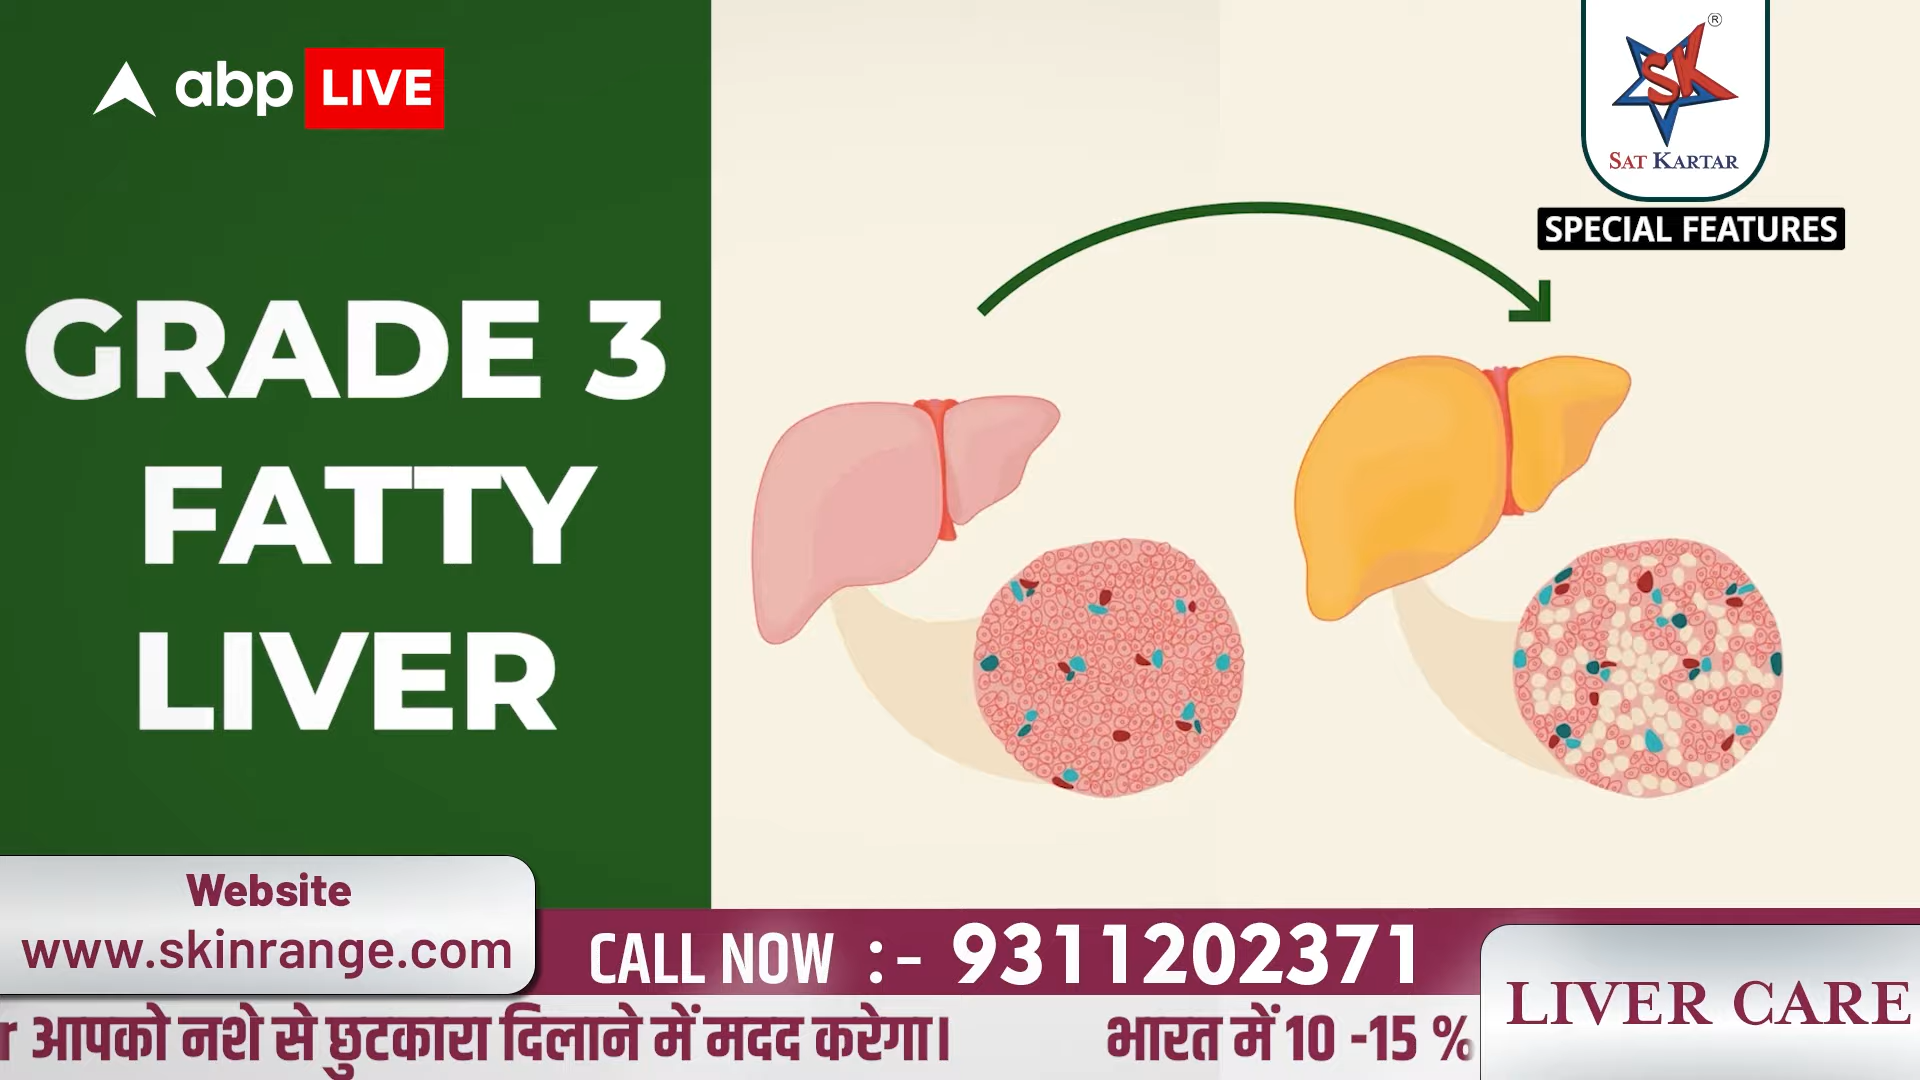 abp LIVE
SK
®
SAT KARTAR
SPECIAL FEATURES
GRADE 3
FATTY
LIVER
Website
www.skinrange.com
CALL NOW :- 9311202371
LIVER CARE
r आपको नशे से छुटकारा दिलाने में मदद करेगा। भारत में 10 -15 %